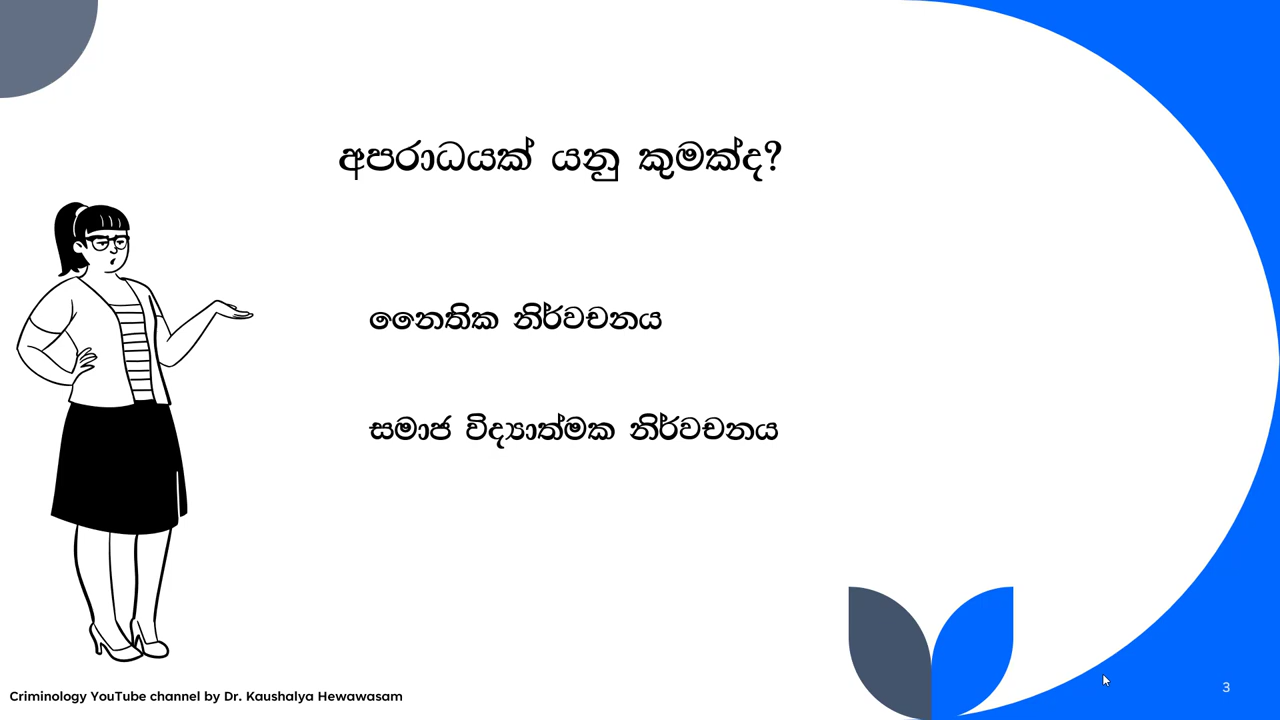 අපරාධයක් යනු කුමක්ද?
නෛතික නිර්වචනය
සමාජ විද්‍යාත්මක නිර්වචනය
Criminology YouTube channel by Dr. Kaushalya Hewawasam
3